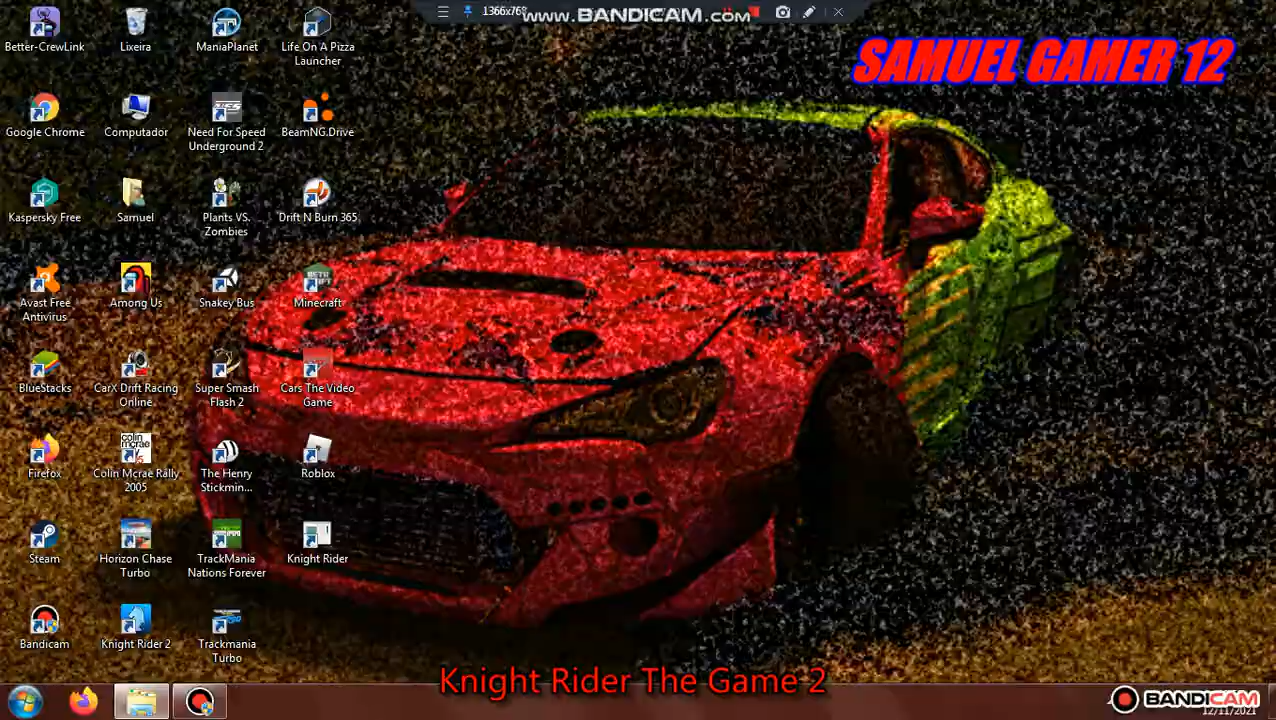 1366x768
www.BANDICAM.com
SAMUEL GAMER 12
Better-CrewLink
Lixeira
ManiaPlanet
Life On A Pizza
Launcher
Google Chrome
Computador
Need For Speed
Underground 2
BeamNG.Drive
Kaspersky Free
Samuel
Plants VS.
Zombies
Drift N Burn 365
Avast Free
Antivirus
Among Us
Snakey Bus
Minecraft
BlueStacks
CarX Drift Racing
Online
Super Smash
Flash 2
Cars The Video
Game
Firefox
Colin Mcrae Rally
2005
The Henry
Stickmin...
Roblox
Steam
Horizon Chase
Turbo
TrackMania
Nations Forever
Knight Rider
Bandicam
Knight Rider 2
Trackmania
Turbo
Knight Rider The Game 2
BANDICAM
12/11/2021